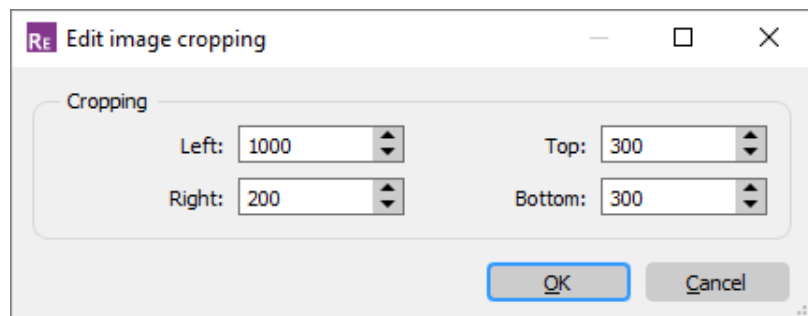 RE Edit image cropping
Cropping
Left: 1000 Top: 300
Right: 200 Bottom: 300
OK Cancel